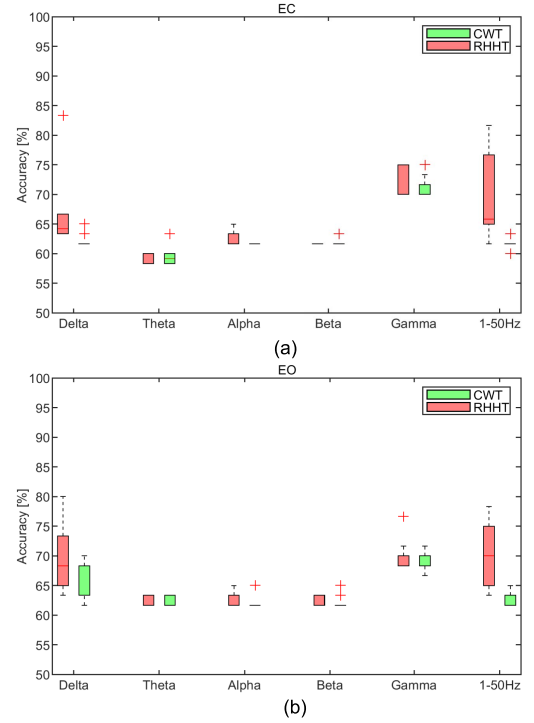 EC
100
95
90
85
80
75
70
65
60
55
50
Accuracy [%]
CWT
RHHT
Delta Theta Alpha Beta Gamma 1-50Hz
(a)
EO
100
95
90
85
80
75
70
65
60
55
50
Accuracy [%]
CWT
RHHT
Delta Theta Alpha Beta Gamma 1-50Hz
(b)